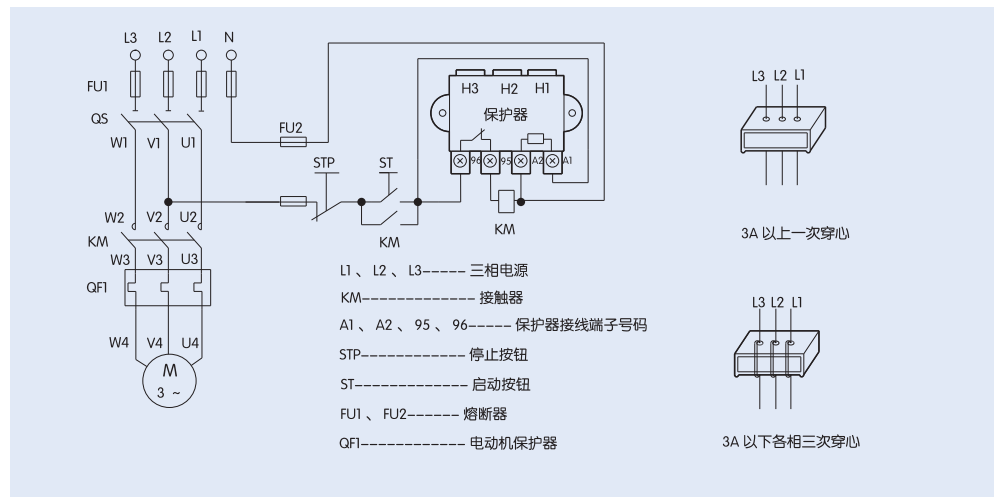 L3 L2 L1 N
FU1
QS
W1 V1 U1
FU2
H3 H2 H1
保护器
96 95 A2 A1
STP ST
KM
KM
W2 V2 U2
KM
W3 V3 U3
QF1
W4 V4 U4
M
3 ~
L1 、 L2 、 L3----- 三相电源
KM------------- 接触器
A1 、 A2 、 95 、 96----- 保护器接线端子号码
STP------------ 停止按钮
ST------------- 启动按钮
FU1 、 FU2------ 熔断器
QF1------------ 电动机保护器
L3 L2 L1
3A 以上一次穿心
L3 L2 L1
3A 以下各相三次穿心